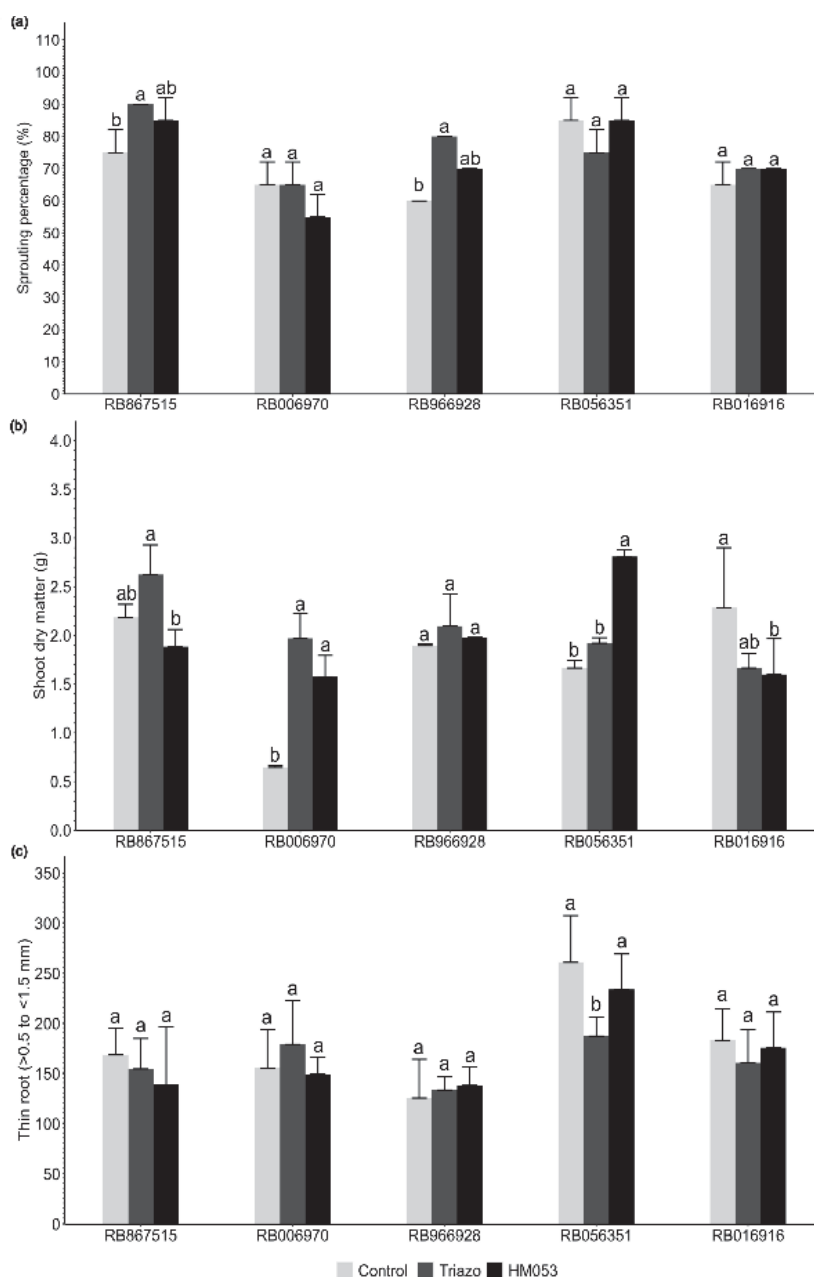 (a)
Sprouting percentage (%)
110
100
90
80
70
60
50
40
30
20
10
0
b a ab
a a a
b a ab
a a a
a a a
RB867515 RB006970 RB966928 RB056351 RB016916
(b)
Shoot dry matter (g)
4.0
3.5
3.0
2.5
2.0
1.5
1.0
0.5
0.0
ab a b
b a a
a a a
b b a
a ab b
RB867515 RB006970 RB966928 RB056351 RB016916
(c)
Thin root (>0.5 to <1.5 mm)
350
300
250
200
150
100
50
0
a a a
a a a
a a a
a b a
a a a
RB867515 RB006970 RB966928 RB056351 RB016916
Control Triazo HM053